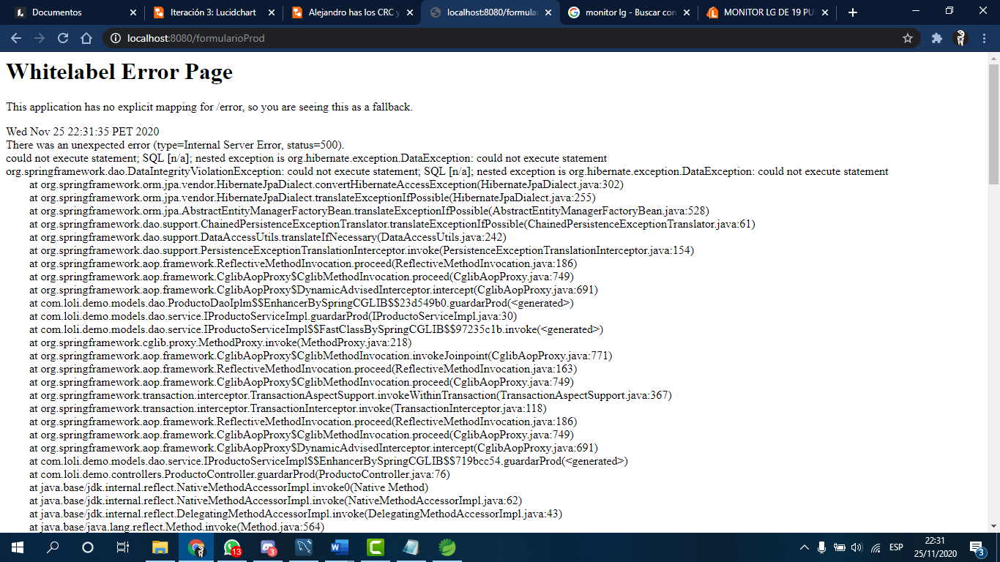 Documentos
Iteración 3: Lucidchart
Alejandro has los CRC y
localhost:8080/formular
monitor lg - Buscar con
MONITOR LG DE 19 PUL
localhost:8080/formularioProd
Whitelabel Error Page
This application has no explicit mapping for /error, so you are seeing this as a fallback.
Wed Nov 25 22:31:35 PET 2020
There was an unexpected error (type=Internal Server Error, status=500).
could not execute statement; SQL [n/a]; nested exception is org.hibernate.exception.DataException: could not execute statement
org.springframework.dao.DataIntegrityViolationException: could not execute statement; SQL [n/a]; nested exception is org.hibernate.exception.DataException: could not execute statement
at org.springframework.orm.jpa.vendor.HibernateJpaDialect.convertHibernateAccessException(HibernateJpaDialect.java:302)
at org.springframework.orm.jpa.vendor.HibernateJpaDialect.translateExceptionIfPossible(HibernateJpaDialect.java:255)
at org.springframework.orm.jpa.AbstractEntityManagerFactoryBean.translateExceptionIfPossible(AbstractEntityManagerFactoryBean.java:528)
at org.springframework.dao.support.ChainedPersistenceExceptionTranslator.translateExceptionIfPossible(ChainedPersistenceExceptionTranslator.java:61)
at org.springframework.dao.support.DataAccessUtils.translateIfNecessary(DataAccessUtils.java:242)
at org.springframework.dao.support.PersistenceExceptionTranslationInterceptor.invoke(PersistenceExceptionTranslationInterceptor.java:154)
at org.springframework.aop.framework.ReflectiveMethodInvocation.proceed(ReflectiveMethodInvocation.java:186)
at org.springframework.aop.framework.CglibAopProxy$CglibMethodInvocation.proceed(CglibAopProxy.java:749)
at org.springframework.aop.framework.CglibAopProxy$DynamicAdvisedInterceptor.intercept(CglibAopProxy.java:691)
at com.loli.demo.models.dao.ProductoDaoIplm$$EnhancerBySpringCGLIB$$23d549b0.guardarProd(<generated>)
at com.loli.demo.models.dao.service.IProductoServiceImpl.guardarProd(IProductoServiceImpl.java:30)
at com.loli.demo.models.dao.service.IProductoServiceImpl$$FastClassBySpringCGLIB$$97235c1b.invoke(<generated>)
at org.springframework.cglib.proxy.MethodProxy.invoke(MethodProxy.java:218)
at org.springframework.aop.framework.CglibAopProxy$CglibMethodInvocation.invokeJoinpoint(CglibAopProxy.java:771)
at org.springframework.aop.framework.ReflectiveMethodInvocation.proceed(ReflectiveMethodInvocation.java:163)
at org.springframework.aop.framework.CglibAopProxy$CglibMethodInvocation.proceed(CglibAopProxy.java:749)
at org.springframework.transaction.interceptor.TransactionAspectSupport.invokeWithinTransaction(TransactionAspectSupport.java:367)
at org.springframework.transaction.interceptor.TransactionInterceptor.invoke(TransactionInterceptor.java:118)
at org.springframework.aop.framework.ReflectiveMethodInvocation.proceed(ReflectiveMethodInvocation.java:186)
at org.springframework.aop.framework.CglibAopProxy$CglibMethodInvocation.proceed(CglibAopProxy.java:749)
at org.springframework.aop.framework.CglibAopProxy$DynamicAdvisedInterceptor.intercept(CglibAopProxy.java:691)
at com.loli.demo.models.dao.service.IProductoServiceImpl$$EnhancerBySpringCGLIB$$719bcc54.guardarProd(<generated>)
at com.loli.demo.controllers.ProductoController.guardarProd(ProductoController.java:76)
at java.base/jdk.internal.reflect.NativeMethodAccessorImpl.invoke0(Native Method)
at java.base/jdk.internal.reflect.NativeMethodAccessorImpl.invoke(NativeMethodAccessorImpl.java:62)
at java.base/jdk.internal.reflect.DelegatingMethodAccessorImpl.invoke(DelegatingMethodAccessorImpl.java:43)
at java.base/java.lang.reflect.Method.invoke(Method.java:564)
13
3
ESP
22:31
25/11/2020
3